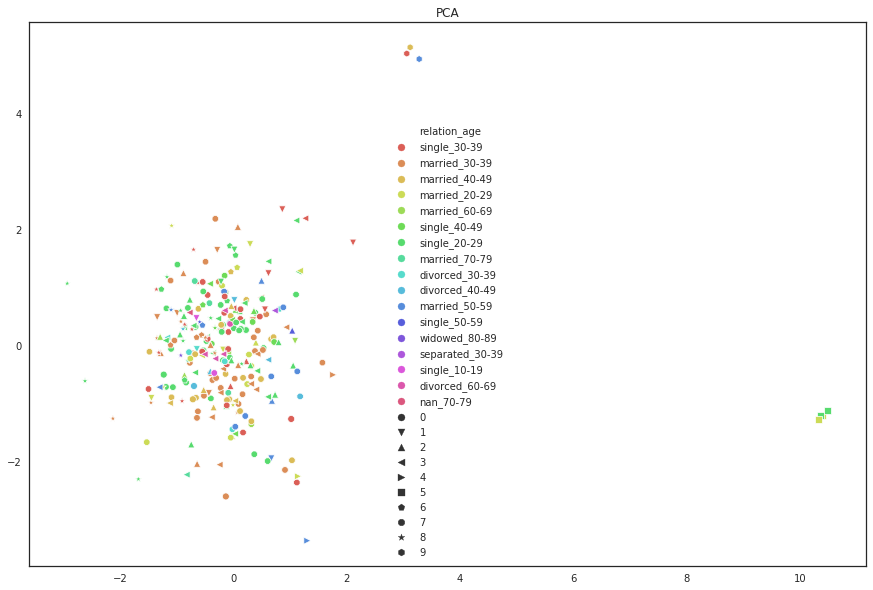 PCA
4
2
0
−2
relation_age
single_30-39
married_30-39
married_40-49
married_20-29
married_60-69
single_40-49
single_20-29
married_70-79
divorced_30-39
divorced_40-49
married_50-59
single_50-59
widowed_80-89
separated_30-39
single_10-19
divorced_60-69
nan_70-79
0
1
2
3
4
5
6
7
8
9
−2 0 2 4 6 8 10